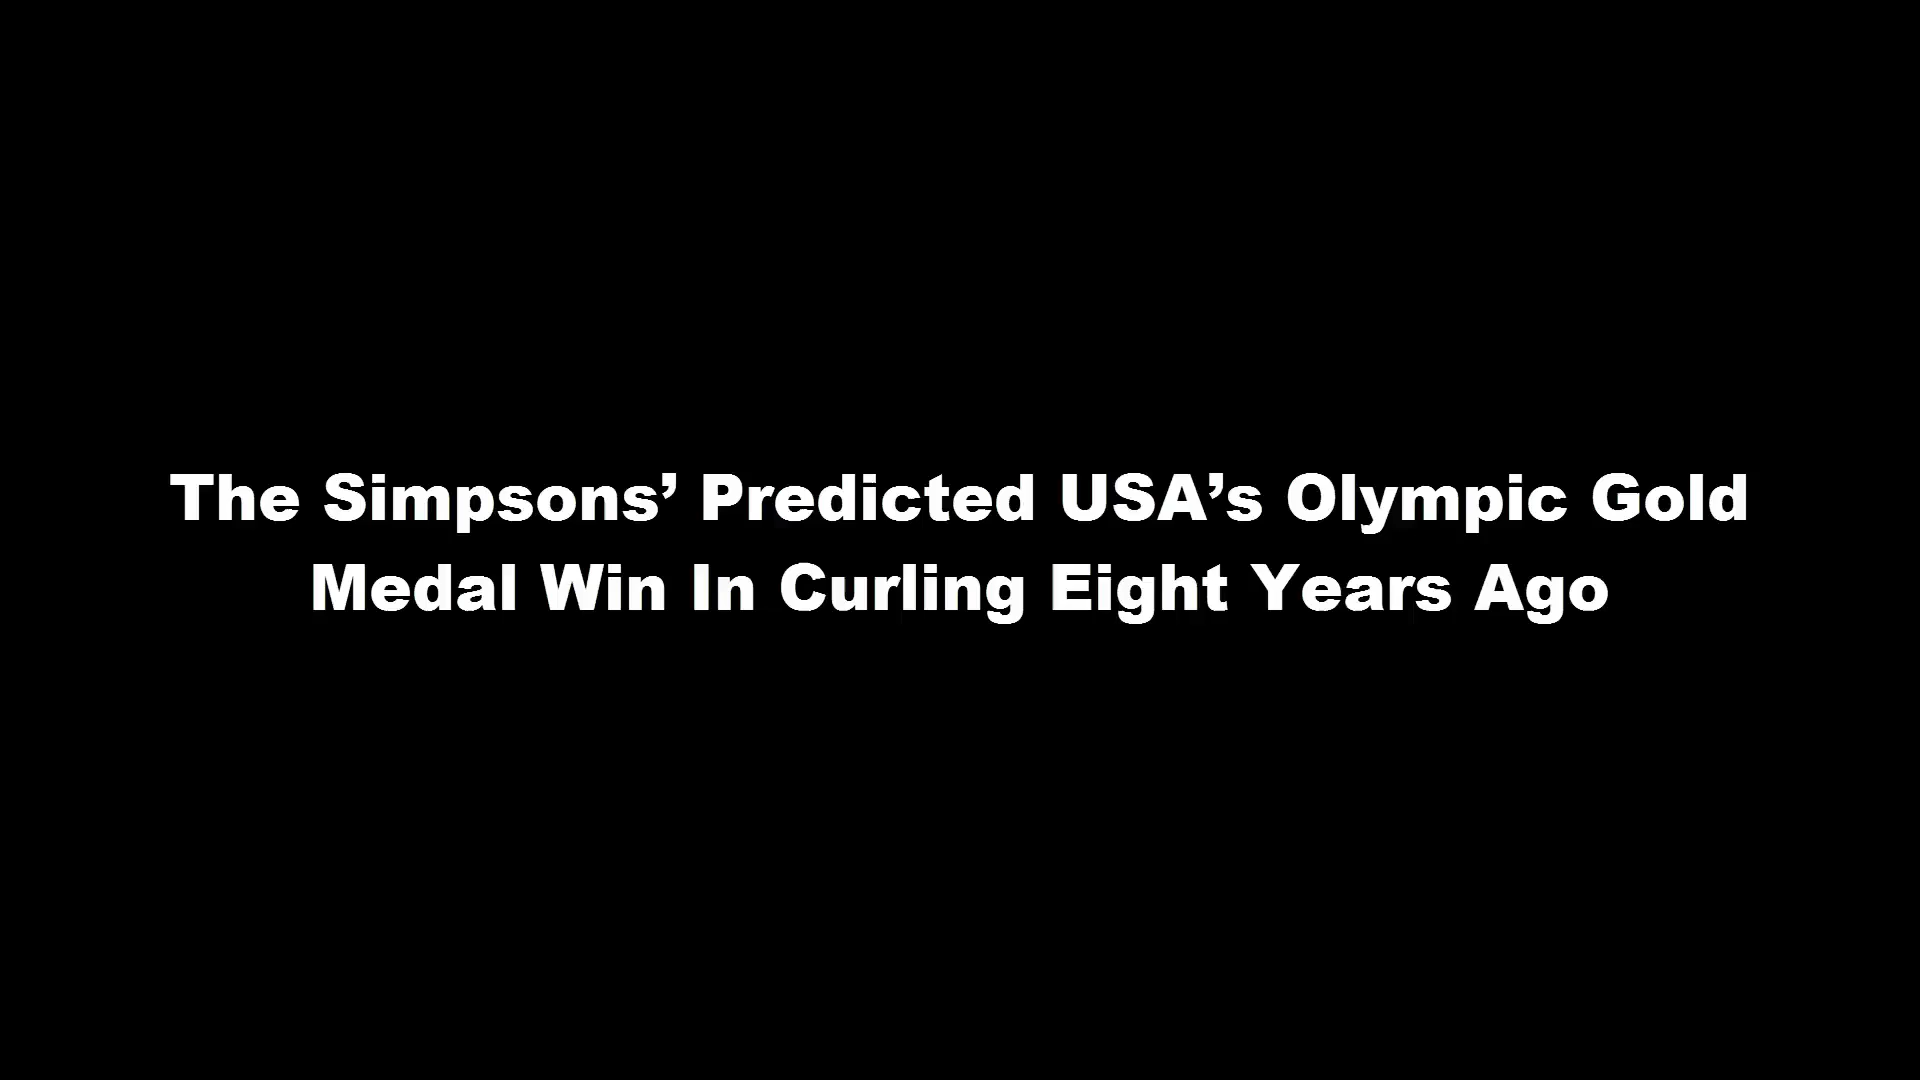 The Simpsons’ Predicted USA’s Olympic Gold
Medal Win In Curling Eight Years Ago